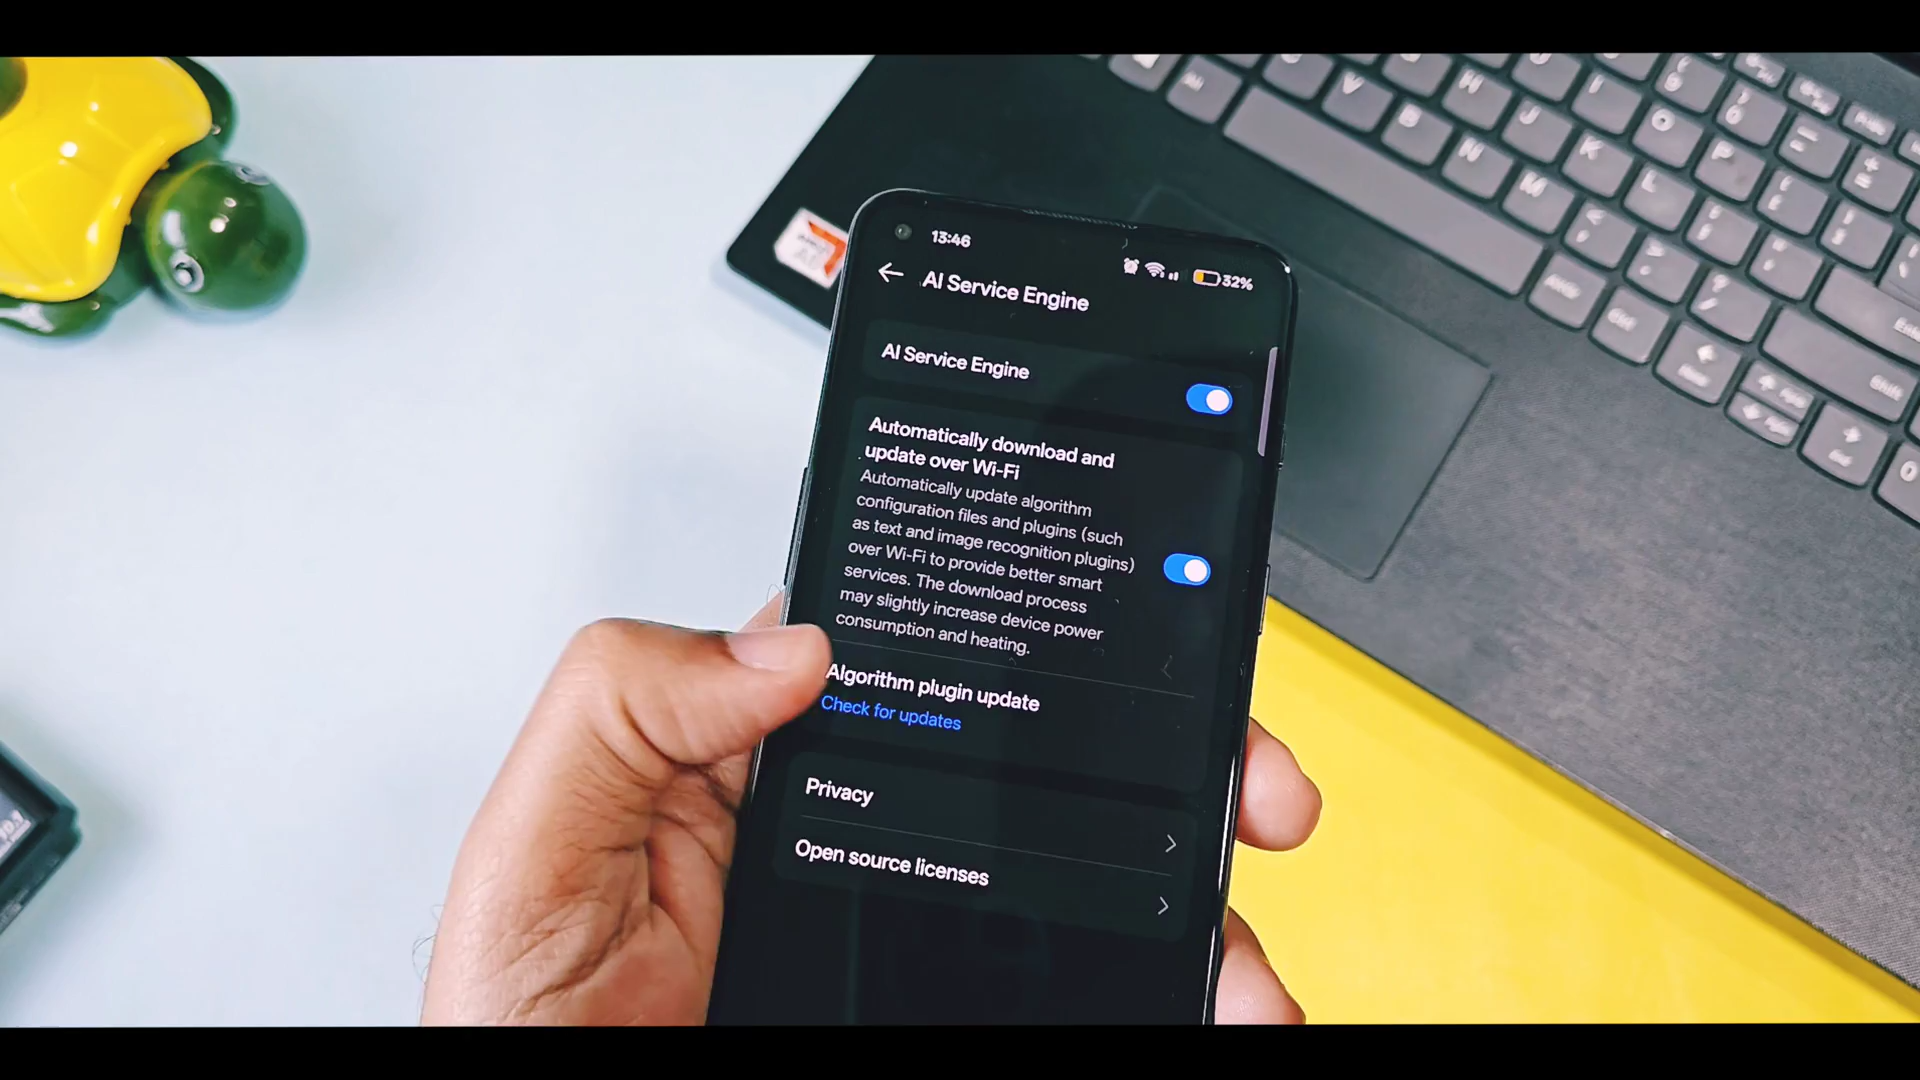 13:46
32%
AI Service Engine
AI Service Engine
Automatically download and
update over Wi-Fi
Automatically update algorithm
configuration files and plugins (such
as text and image recognition plugins)
over Wi-Fi to provide better smart
services. The download process
may slightly increase device power
consumption and heating.
Algorithm plugin update
Check for updates
Privacy
Open source licenses
Alt
V
B
N
M
H
J
K
L
O
P
Ctrl
Shift